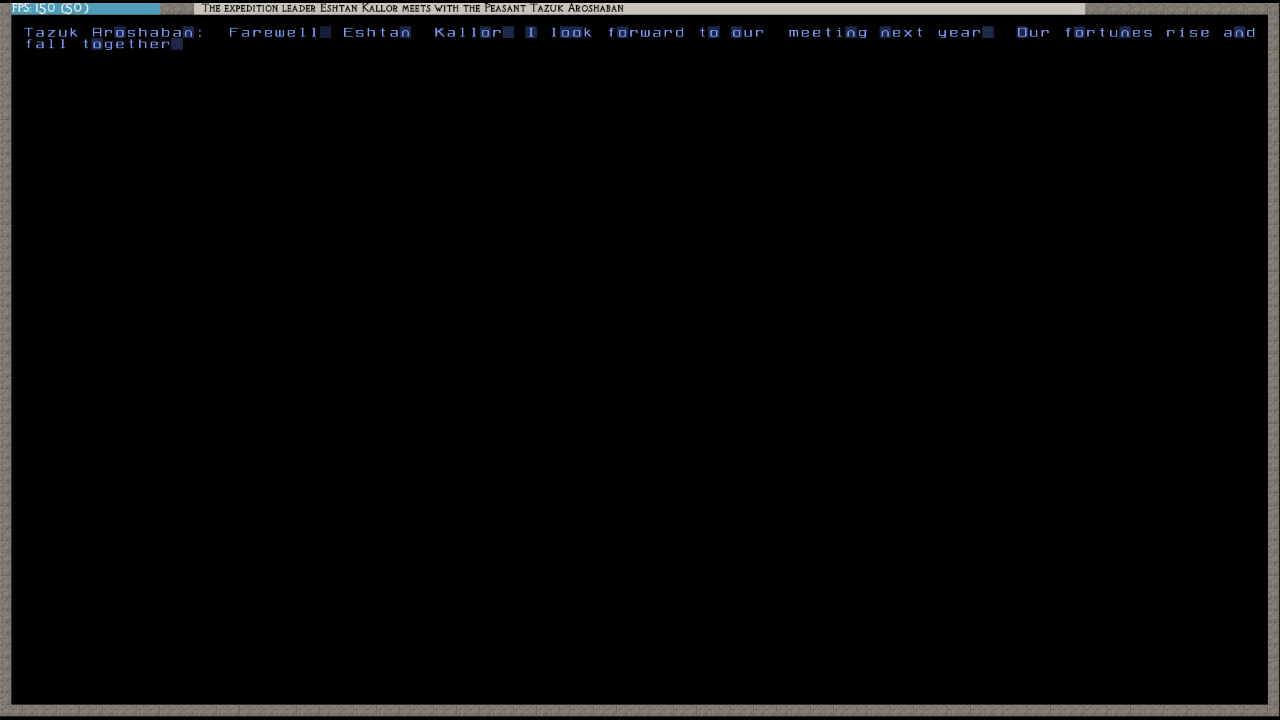 FPS: 150 (50)
The expedition leader Eshtan Kallor meets with the Peasant Tazuk Aroshaban
Tazuk Aroshaban: Farewell Eshtan Kallor I look forward to our meeting next year Our fortunes rise and
fall together